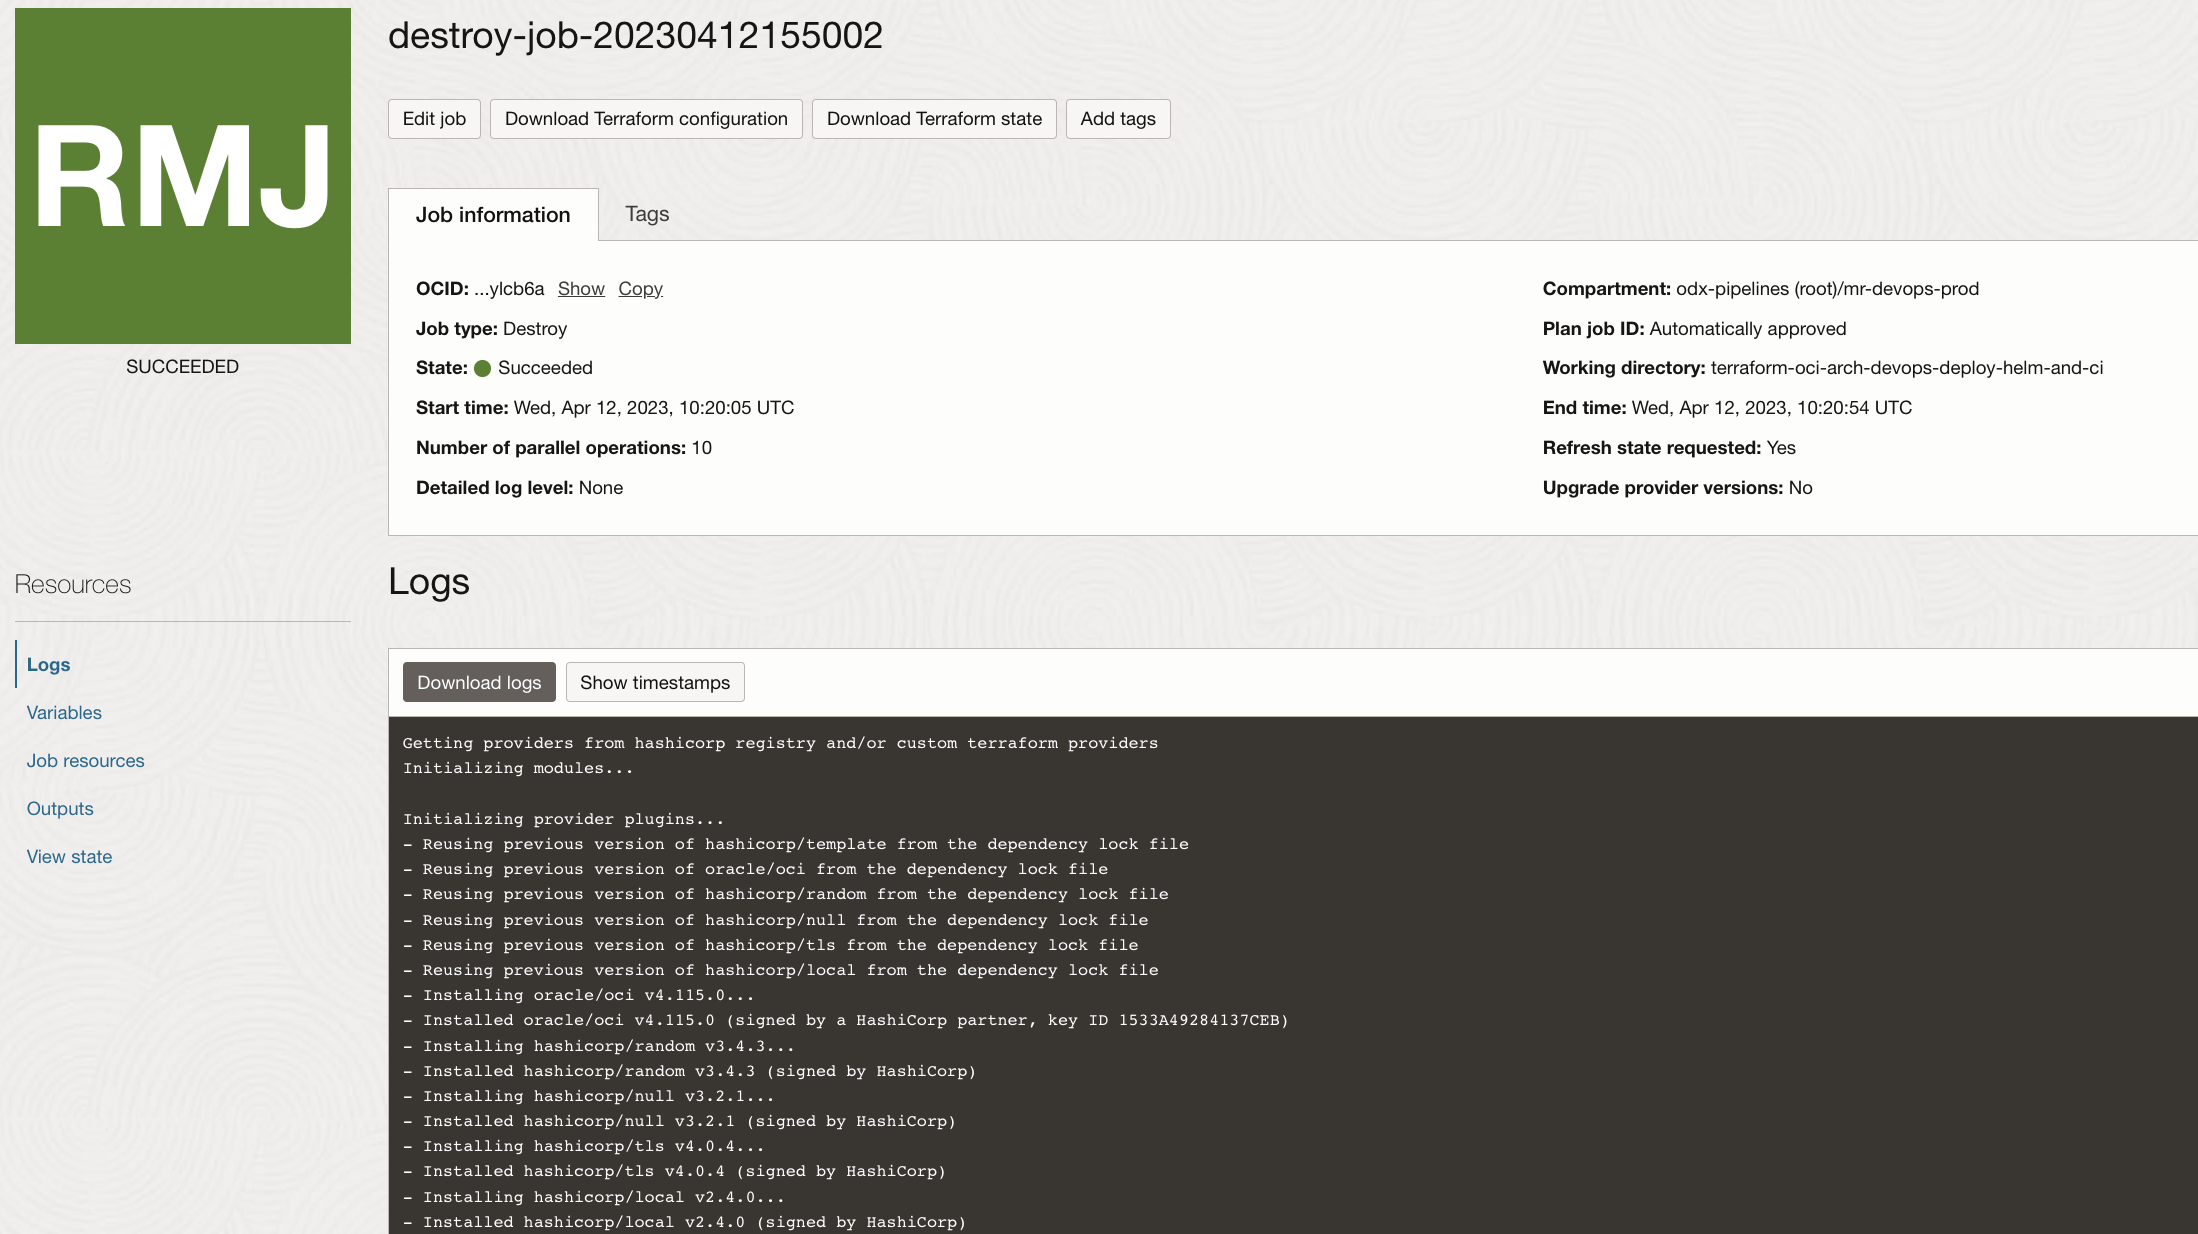 RMJ
SUCCEEDED
destroy-job-20230412155002
Edit job
Download Terraform configuration
Download Terraform state
Add tags
Job information
Tags
OCID: ...ylcb6a Show Copy
Job type: Destroy
State: Succeeded
Start time: Wed, Apr 12, 2023, 10:20:05 UTC
Number of parallel operations: 10
Detailed log level: None
Compartment: odx-pipelines (root)/mr-devops-prod
Plan job ID: Automatically approved
Working directory: terraform-oci-arch-devops-deploy-helm-and-ci
End time: Wed, Apr 12, 2023, 10:20:54 UTC
Refresh state requested: Yes
Upgrade provider versions: No
Resources
Logs
Variables
Job resources
Outputs
View state
Logs
Download logs
Show timestamps
Getting providers from hashicorp registry and/or custom terraform providers
Initializing modules...
Initializing provider plugins...
- Reusing previous version of hashicorp/template from the dependency lock file
- Reusing previous version of oracle/oci from the dependency lock file
- Reusing previous version of hashicorp/random from the dependency lock file
- Reusing previous version of hashicorp/null from the dependency lock file
- Reusing previous version of hashicorp/tls from the dependency lock file
- Reusing previous version of hashicorp/local from the dependency lock file
- Installing oracle/oci v4.115.0...
- Installed oracle/oci v4.115.0 (signed by a HashiCorp partner, key ID 1533A49284137CEB)
- Installing hashicorp/random v3.4.3...
- Installed hashicorp/random v3.4.3 (signed by HashiCorp)
- Installing hashicorp/null v3.2.1...
- Installed hashicorp/null v3.2.1 (signed by HashiCorp)
- Installing hashicorp/tls v4.0.4...
- Installed hashicorp/tls v4.0.4 (signed by HashiCorp)
- Installing hashicorp/local v2.4.0...
- Installed hashicorp/local v2.4.0 (signed by HashiCorp)